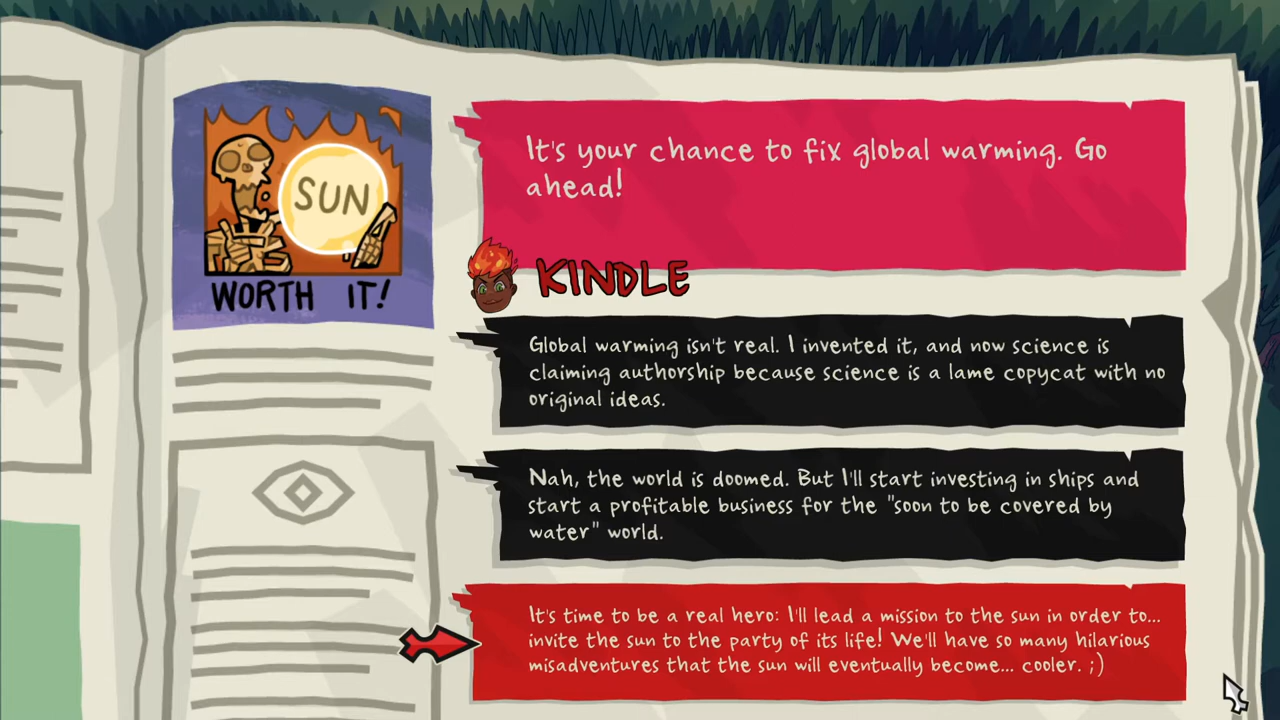 SUN
WORTH IT!
It's your chance to fix global warming. Go
ahead!
KINDLE
Global warming isn't real. I invented it, and now science is
claiming authorship because science is a lame copycat with no
original ideas.
Nah, the world is doomed. But I'll start investing in ships and
start a profitable business for the "soon to be covered by
water" world.
It's time to be a real hero: I'll lead a mission to the sun in order to...
invite the sun to the party of its life! We'll have so many hilarious
misadventures that the sun will eventually become... cooler. ;)